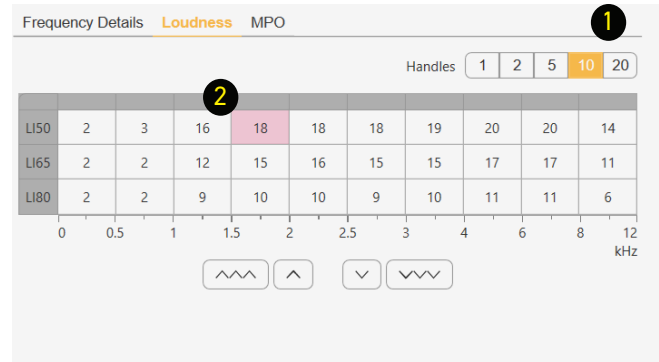 Frequency Details Loudness MPO 1
Handles 1 2 5 10 20
2
LI50 2 3 16 18 18 18 19 20 20 14
LI65 2 2 12 15 16 15 15 17 17 11
LI80 2 2 9 10 10 9 10 11 11 6
0 0.5 1 1.5 2 2.5 3 4 6 8 12
kHz